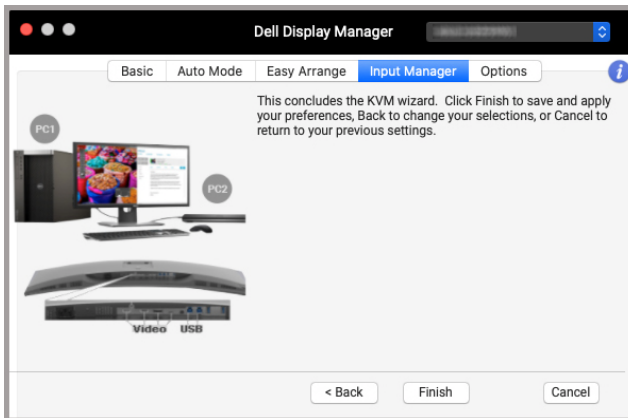 Dell Display Manager
Basic
Auto Mode
Easy Arrange
Input Manager
Options
i
This concludes the KVM wizard. Click Finish to save and apply
your preferences, Back to change your selections, or Cancel to
return to your previous settings.
PC1
PC2
Video
USB
< Back
Finish
Cancel